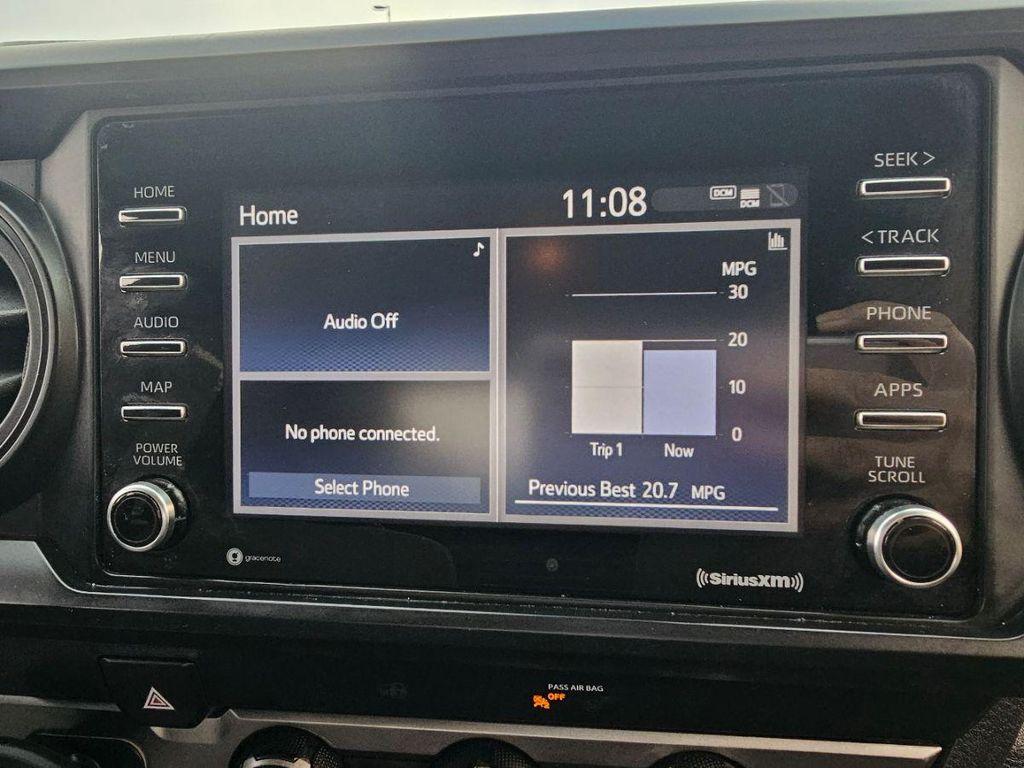 HOME
MENU
AUDIO
MAP
POWER
VOLUME
Home
11:08
DCM
DCM
Audio Off
No phone connected.
Select Phone
MPG
30
20
10
0
Trip 1
Now
Previous Best 20.7 MPG
SEEK >
< TRACK
PHONE
APPS
TUNE
SCROLL
gracenote
((SiriusXM))
PASS AIR BAG
OFF